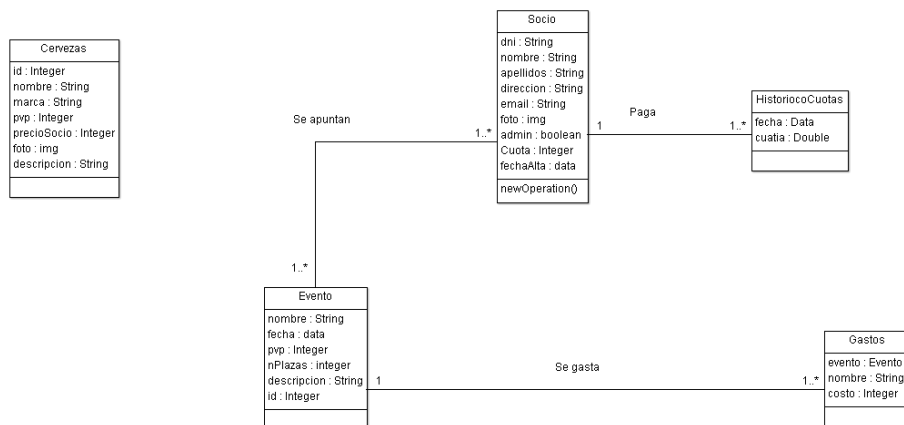 Cervezas
id : Integer
nombre : String
marca : String
pvp : Integer
precioSocio : Integer
foto : img
descripcion : String
Socio
dni : String
nombre : String
apellidos : String
direccion : String
email : String
foto : img
admin : boolean
Cuota : Integer
fechaAlta : data
newOperation()
Se apuntan
1..*
1..*
Paga
1
1..*
HistoriocoCuotas
fecha : Data
cuatia : Double
Evento
nombre : String
fecha : data
pvp : Integer
nPlazas : integer
descripcion : String
id : Integer
Se gasta
1
1..*
Gastos
evento : Evento
nombre : String
costo : Integer